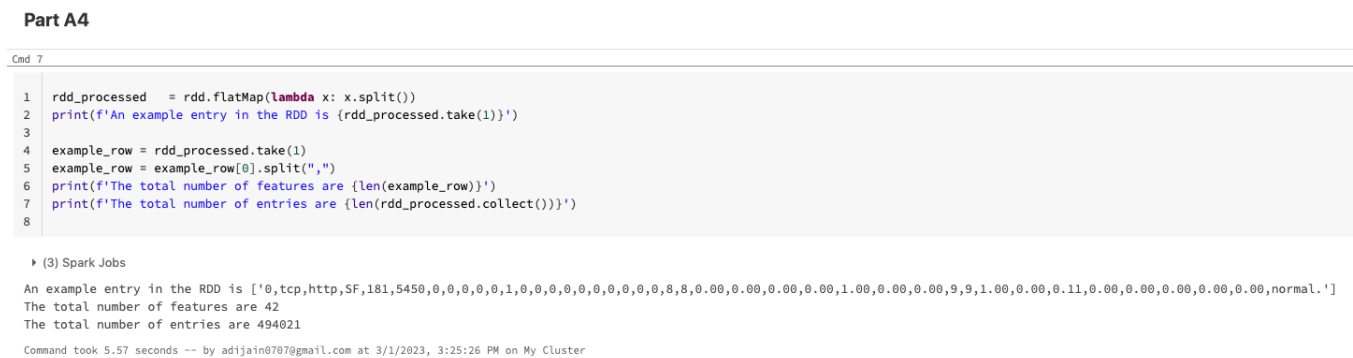 Part A4
Cmd 7
1 rdd_processed   = rdd.flatMap(lambda x: x.split())
2 print(f'An example entry in the RDD is {rdd_processed.take(1)}')
3
4 example_row = rdd_processed.take(1)
5 example_row = example_row[0].split(",")
6 print(f'The total number of features are {len(example_row)}')
7 print(f'The total number of entries are {len(rdd_processed.collect())}')
8
(3) Spark Jobs
An example entry in the RDD is ['0,tcp,http,SF,181,5450,0,0,0,0,0,1,0,0,0,0,0,0,0,0,0,0,8,8,0.00,0.00,0.00,0.00,1.00,0.00,0.00,9,9,1.00,0.00,0.11,0.00,0.00,0.00,0.00,0.00,normal.']
The total number of features are 42
The total number of entries are 494021
Command took 5.57 seconds -- by adijain0707@gmail.com at 3/1/2023, 3:25:26 PM on My Cluster